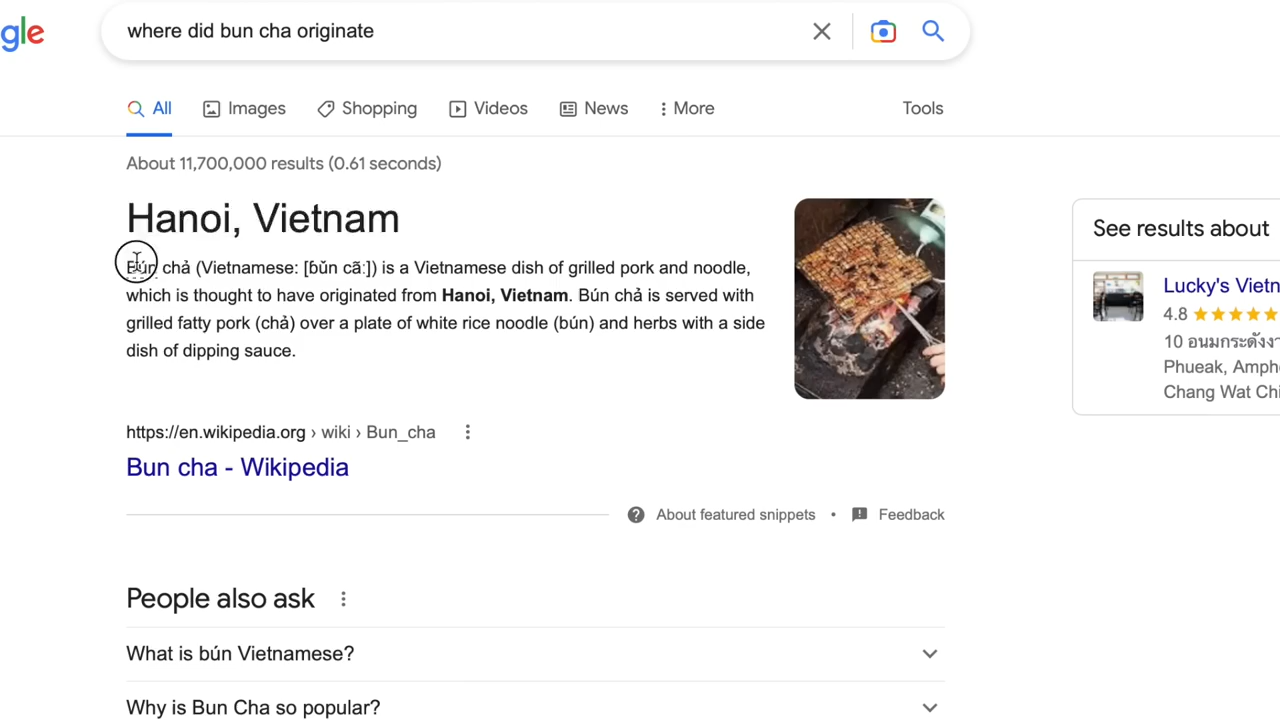 gle
where did bun cha originate
All Images Shopping Videos News More Tools
About 11,700,000 results (0.61 seconds)
Hanoi, Vietnam
Bún chả (Vietnamese: [ɓǔn cã:]) is a Vietnamese dish of grilled pork and noodle,
which is thought to have originated from Hanoi, Vietnam. Bún chả is served with
grilled fatty pork (chả) over a plate of white rice noodle (bún) and herbs with a side
dish of dipping sauce.
https://en.wikipedia.org › wiki › Bun_cha
Bun cha - Wikipedia
About featured snippets • Feedback
People also ask
What is bún Vietnamese?
Why is Bun Cha so popular?
See results about
Lucky's Vietn
4.8
10 อนมกระดังงา
Phueak, Amph
Chang Wat Chi